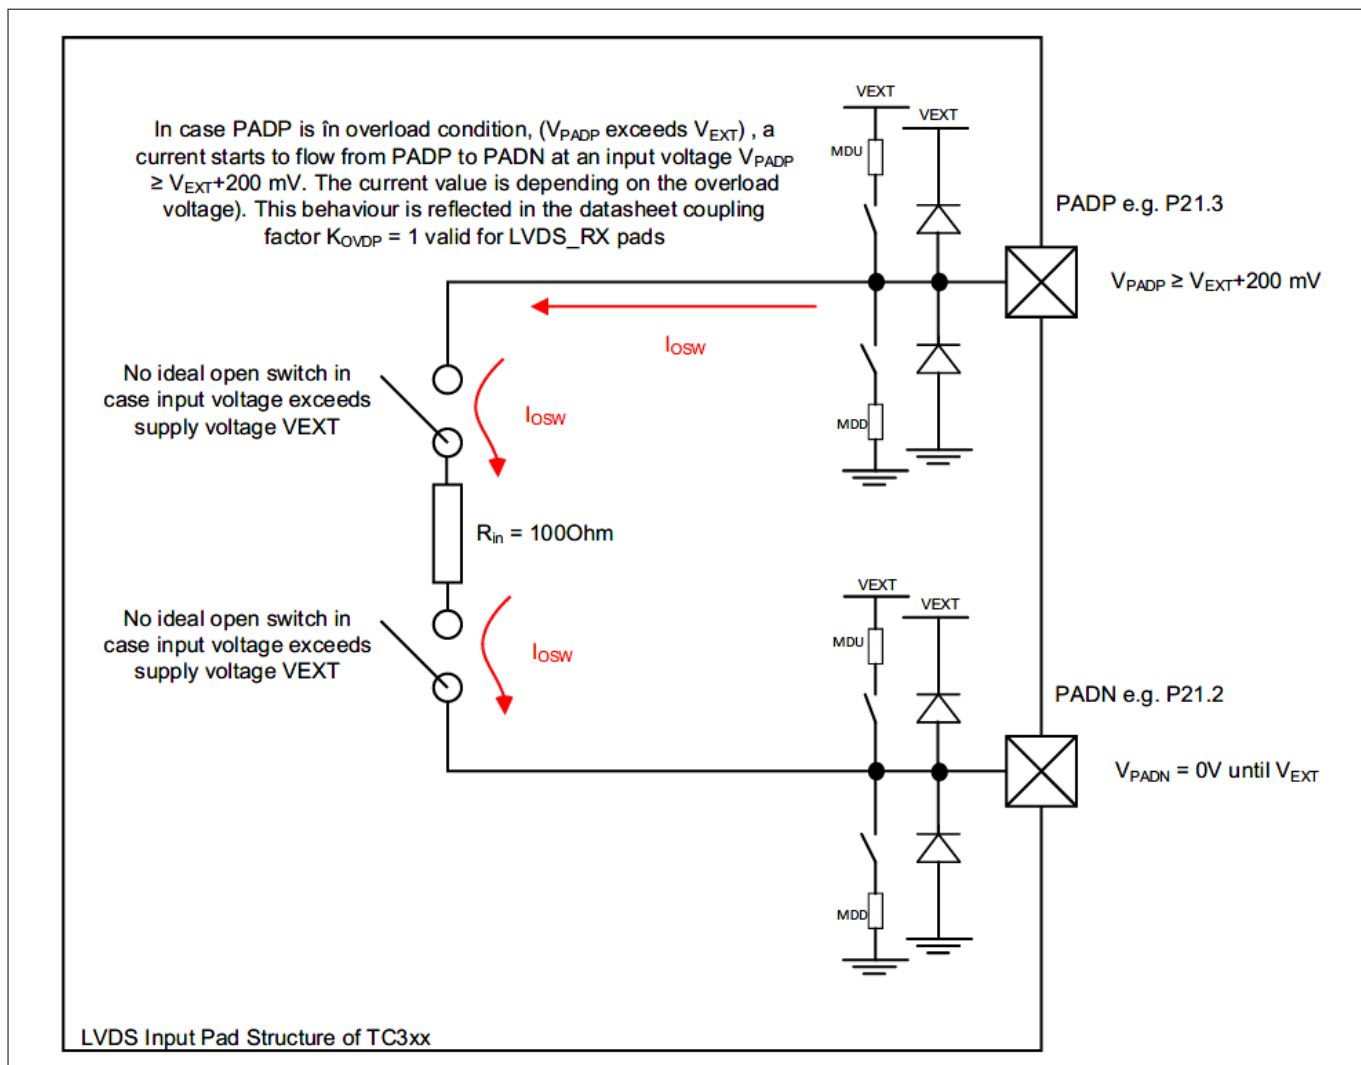 In case PADP is în overload condition, (VPADP exceeds VEXT) , a
current starts to flow from PADP to PADN at an input voltage VPADP
≥ VEXT+200 mV. The current value is depending on the overload
voltage). This behaviour is reflected in the datasheet coupling
factor KOVDP = 1 valid for LVDS_RX pads
VEXT
VEXT
MDU
PADP e.g. P21.3
VPADP ≥ VEXT+200 mV
IOSW
MDD
No ideal open switch in
case input voltage exceeds
supply voltage VEXT
IOSW
Rin = 100Ohm
No ideal open switch in
case input voltage exceeds
supply voltage VEXT
IOSW
VEXT
VEXT
MDU
PADN e.g. P21.2
VPADN = 0V until VEXT
MDD
LVDS Input Pad Structure of TC3xx